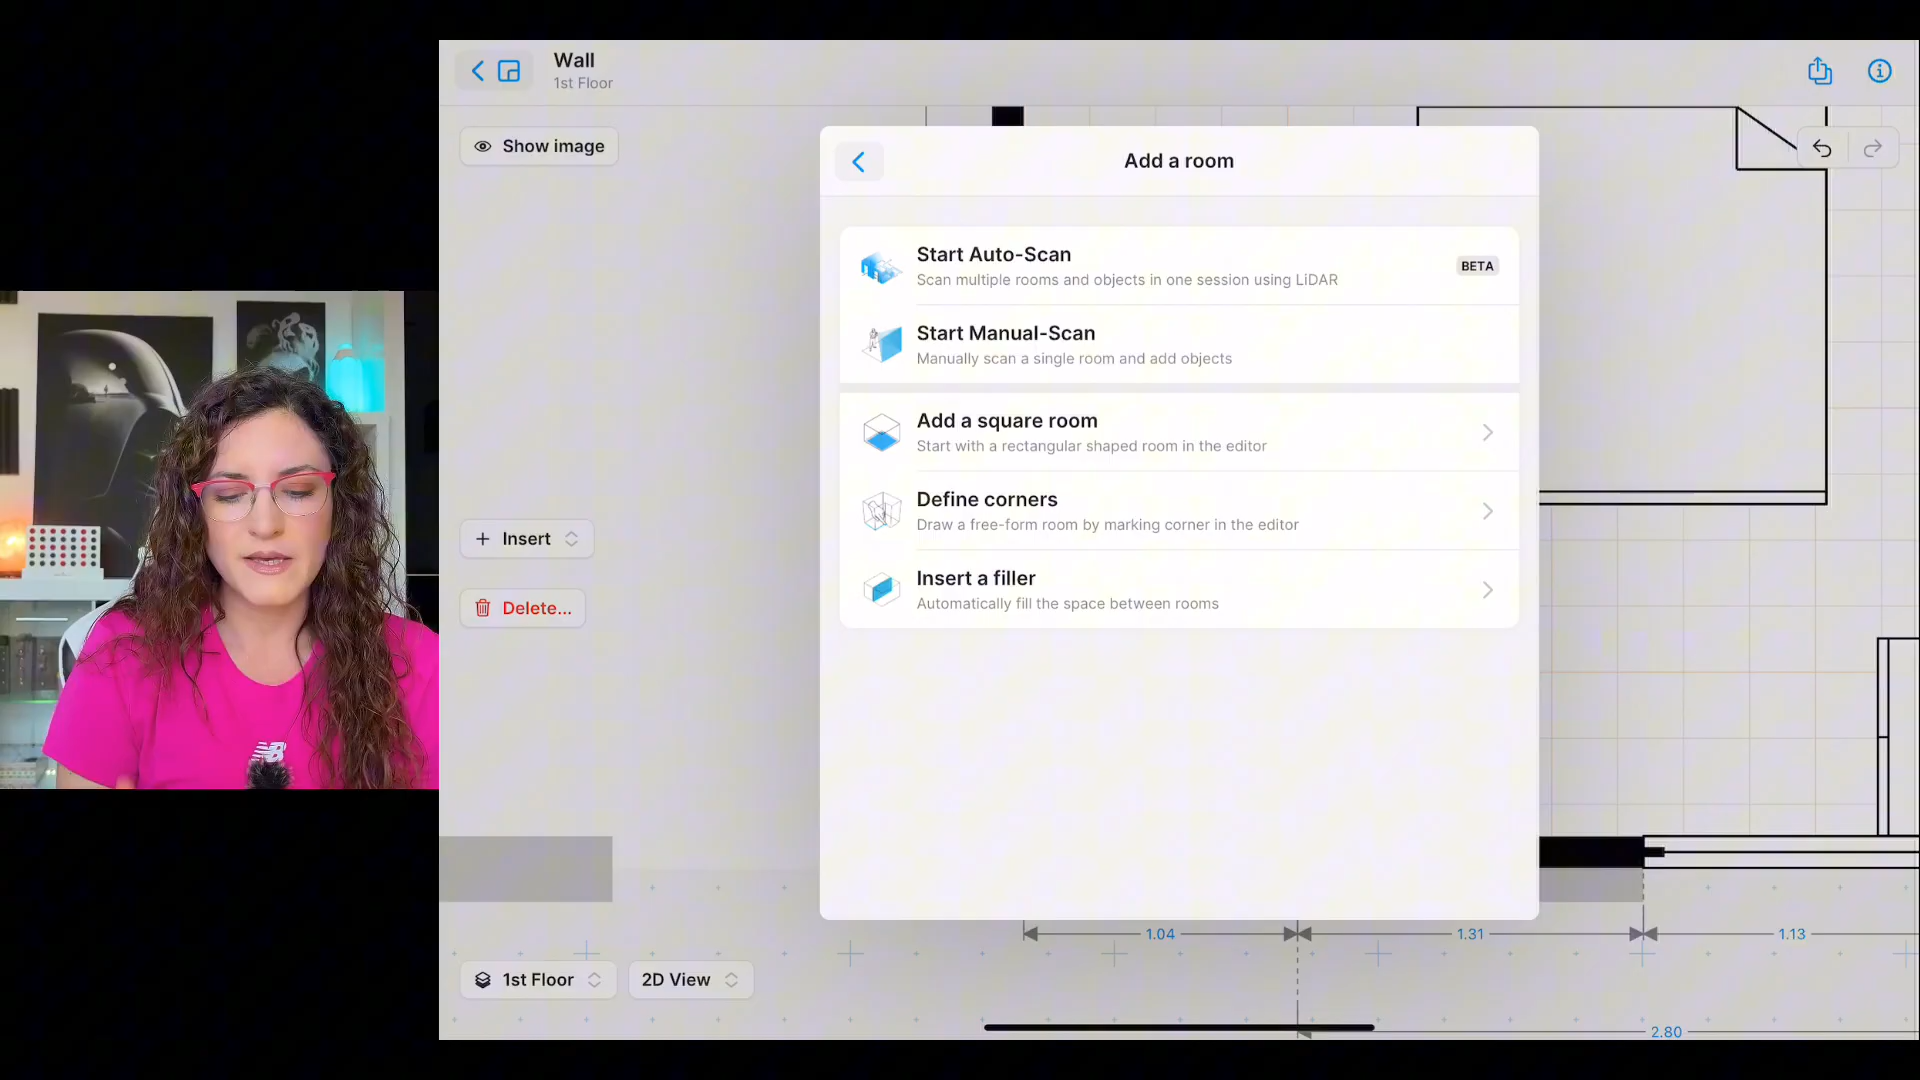 Wall
1st Floor
Show image
Add a room
Start Auto-Scan
Scan multiple rooms and objects in one session using LiDAR
BETA
Start Manual-Scan
Manually scan a single room and add objects
Add a square room
Start with a rectangular shaped room in the editor
Define corners
Draw a free-form room by marking corner in the editor
Insert a filler
Automatically fill the space between rooms
Insert
Delete...
1.04
1.31
1.13
1st Floor
2D View
2.80
NB